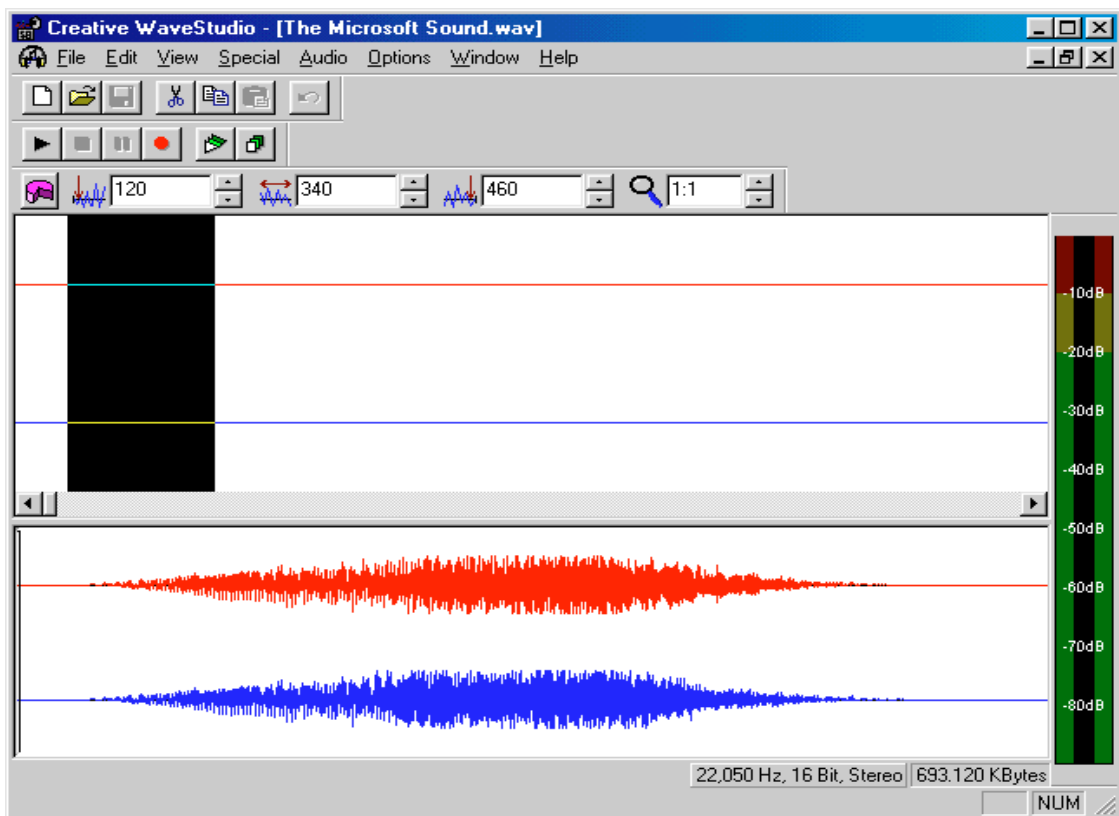 Creative WaveStudio - [The Microsoft Sound.wav]
File Edit View Special Audio Options Window Help
120 340 460 1:1
-10dB
-20dB
-30dB
-40dB
-50dB
-60dB
-70dB
-80dB
22,050 Hz, 16 Bit, Stereo 693.120 KBytes
NUM